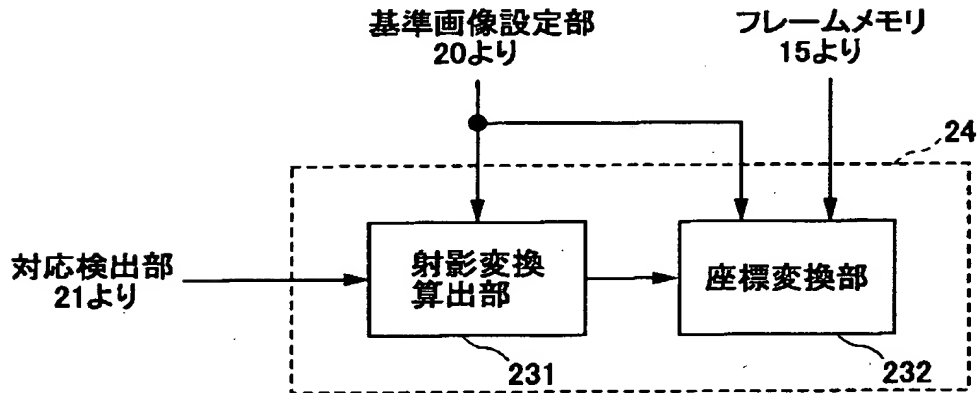 基準画像設定部
20より
フレームメモリ
15より
24
対応検出部
21より
射影変換
算出部
座標変換部
231
232